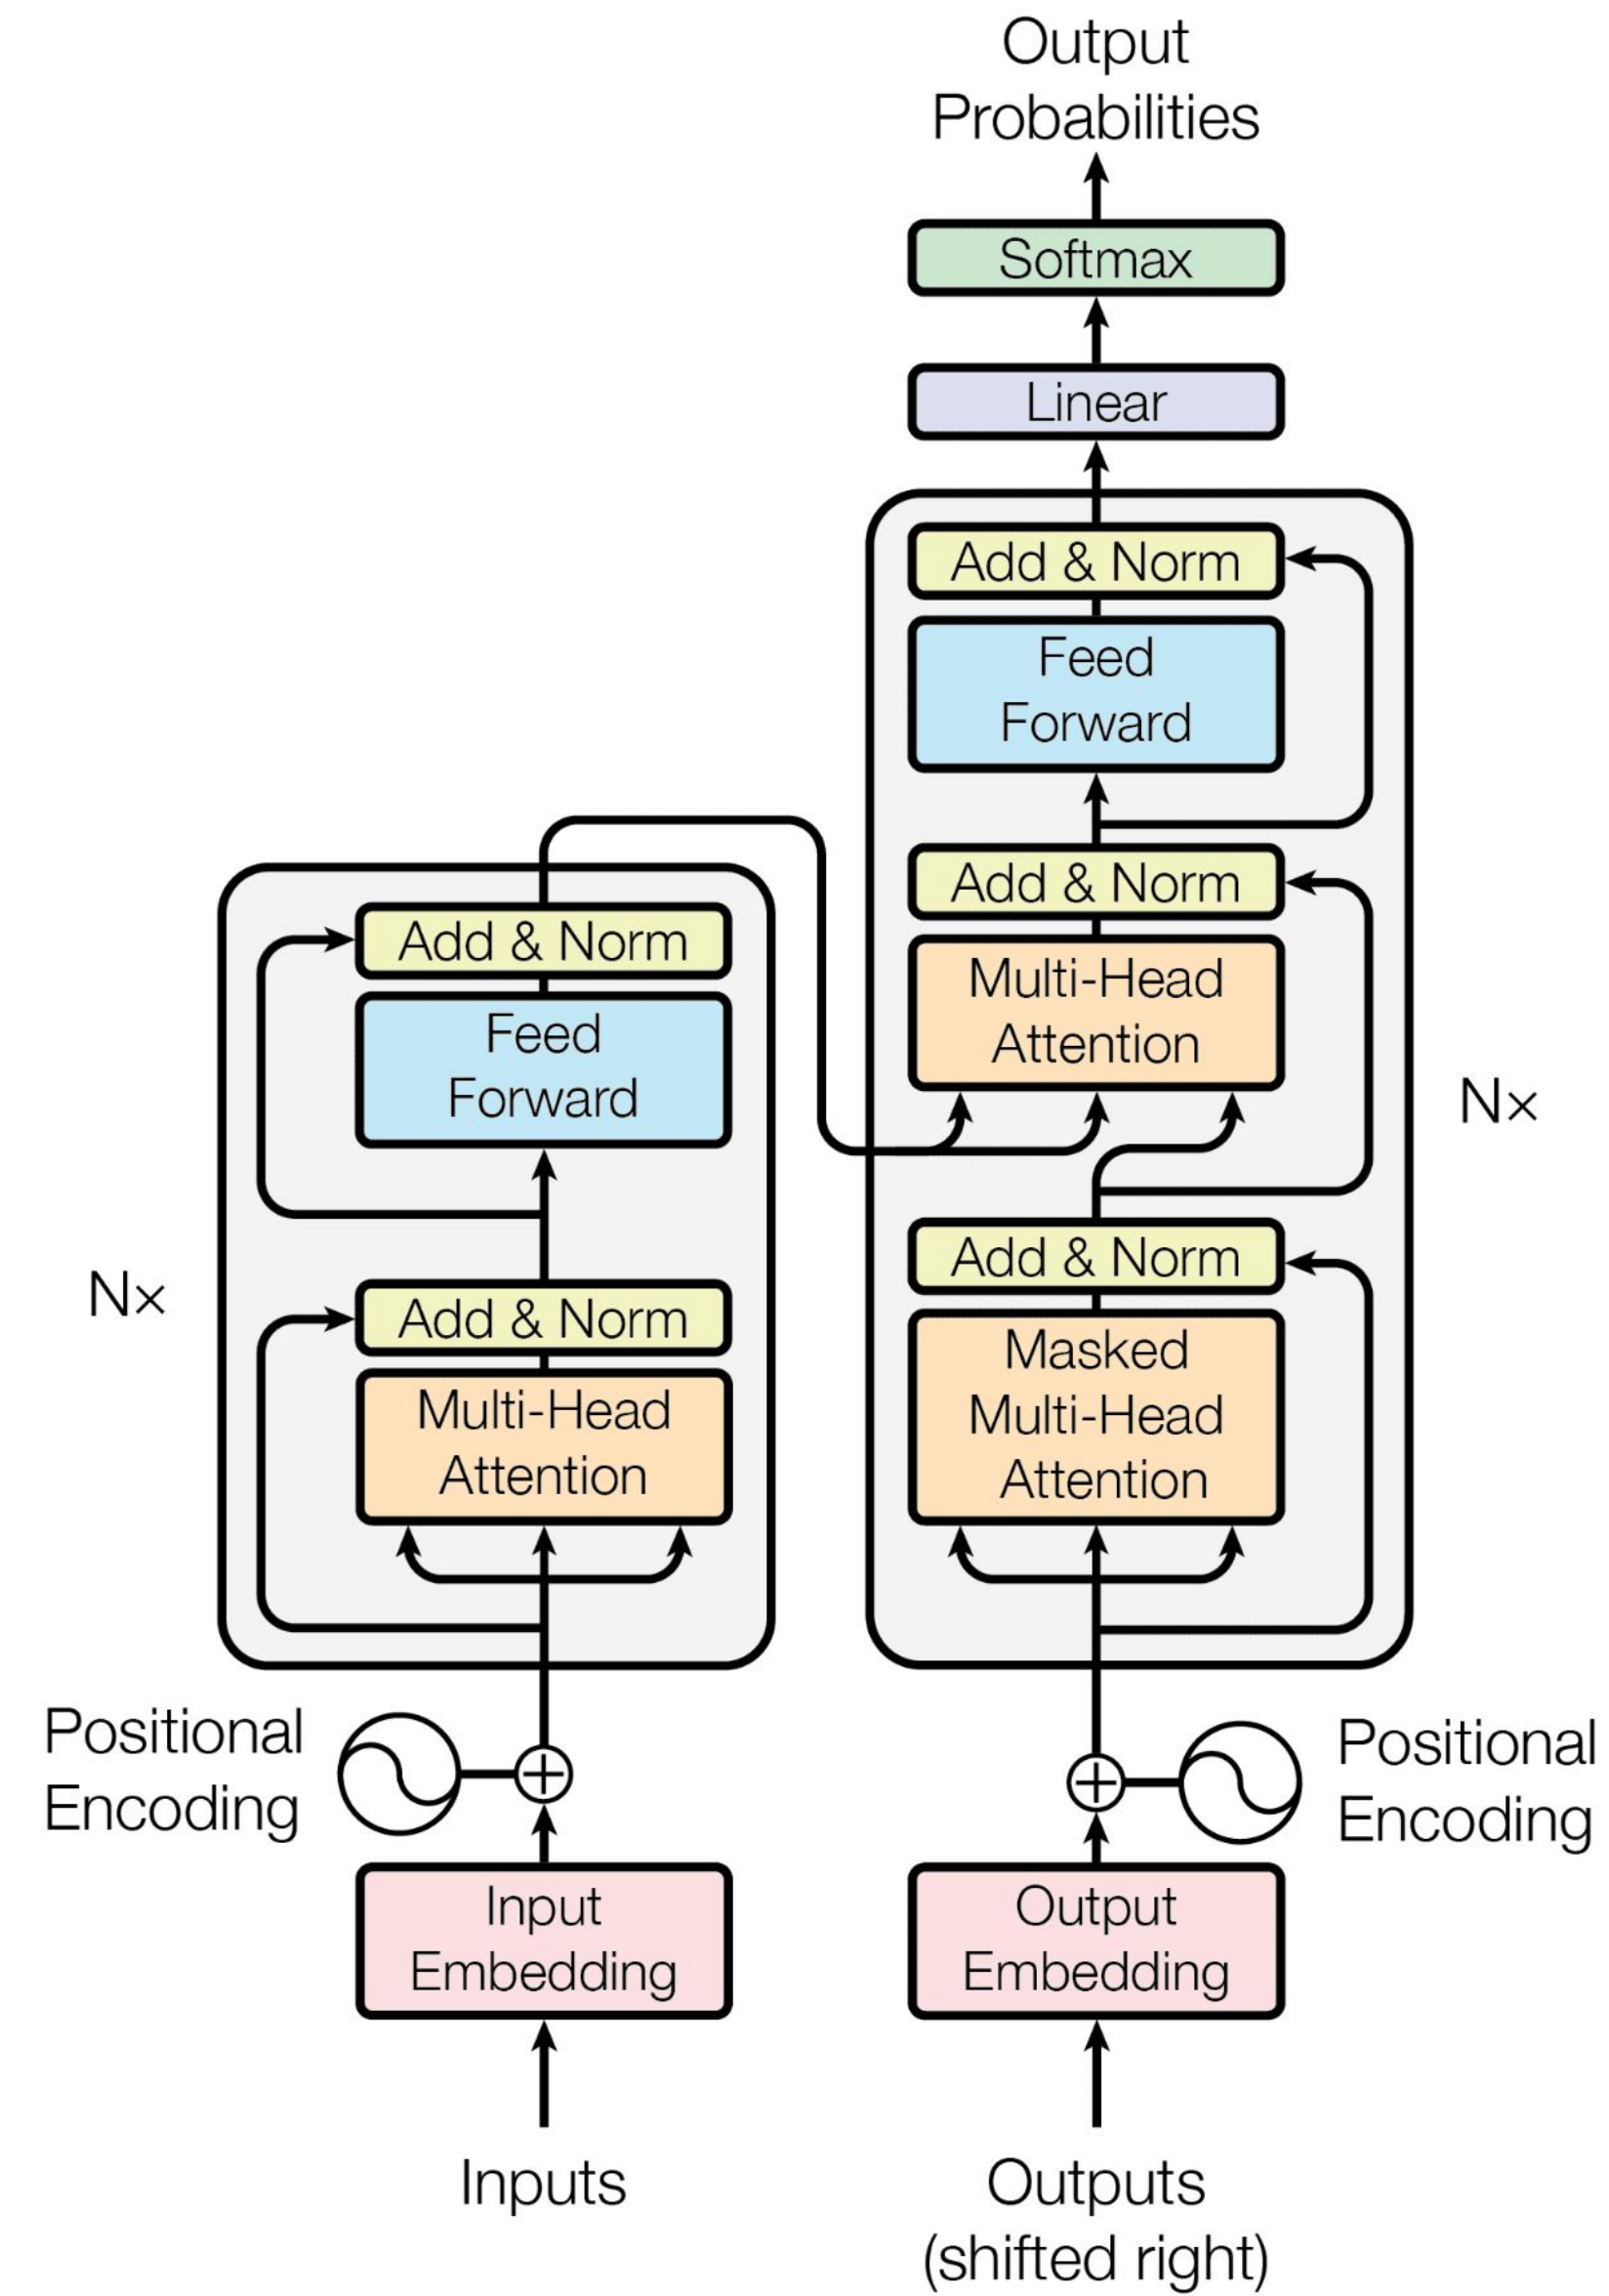 Output
Probabilities
Softmax
Linear
Add & Norm
Feed
Forward
Add & Norm
Multi-Head
Attention
Add & Norm
Masked
Multi-Head
Attention
N×
Add & Norm
Feed
Forward
Add & Norm
Multi-Head
Attention
N×
Positional
Encoding
Positional
Encoding
Input
Embedding
Output
Embedding
Inputs
Outputs
(shifted right)